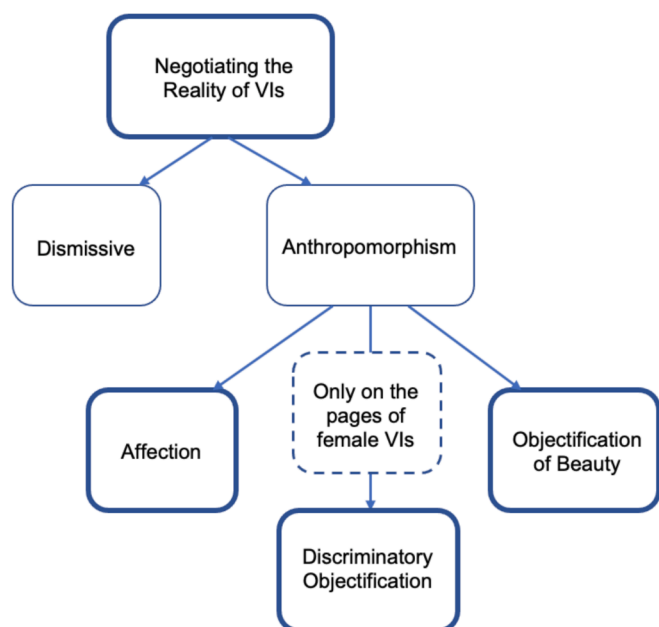 Negotiating the
Reality of VIs
Dismissive
Anthropomorphism
Only on the
pages of
female VIs
Affection
Objectification
of Beauty
Discriminatory
Objectification